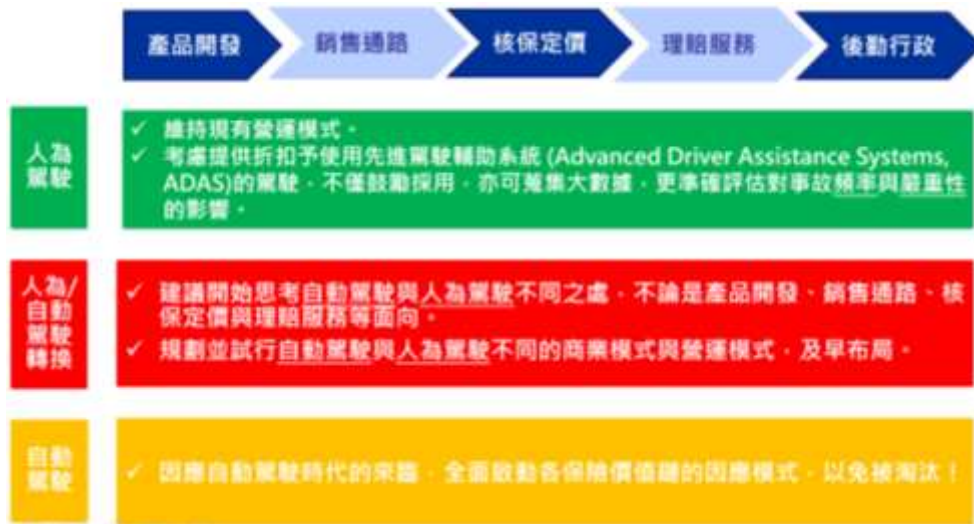 產品開發
銷售通路
核保定價
理賠服務
後勤行政
人為
駕駛
✓ 維持現有營運模式。
✓ 考慮提供折扣予使用先進駕駛輔助系統 (Advanced Driver Assistance Systems,
ADAS)的駕駛，不僅鼓勵採用，亦可蒐集大數據，更準確評估對事故頻率與嚴重性
的影響。
人為/
自動
駕駛
轉換
✓ 建議開始思考自動駕駛與人為駕駛不同之處，不論是產品開發、銷售通路、核
保定價與理賠服務等面向。
✓ 規劃並試行自動駕駛與人為駕駛不同的商業模式與營運模式，及早布局。
自動
駕駛
✓ 因應自動駕駛時代的來臨，全面啟動各保險價值鏈的因應模式，以免被淘汰！